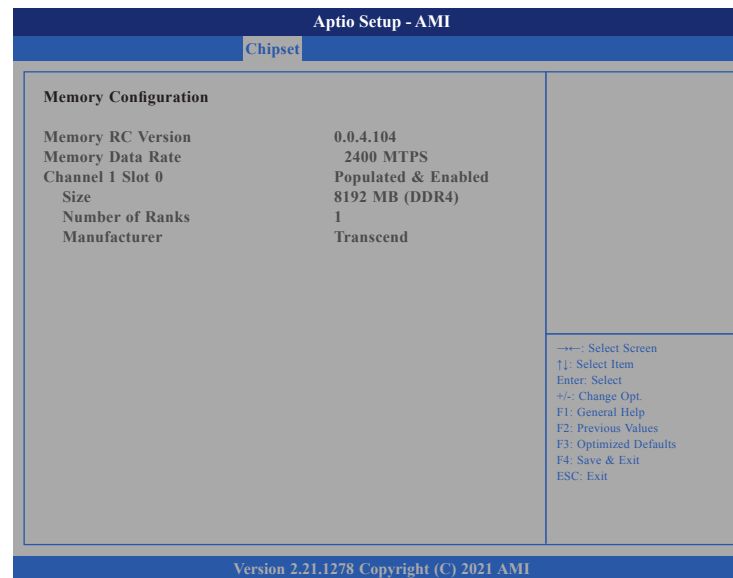 Aptio Setup - AMI
Chipset
Memory Configuration
Memory RC Version 0.0.4.104
Memory Data Rate 2400 MTPS
Channel 1 Slot 0 Populated & Enabled
Size 8192 MB (DDR4)
Number of Ranks 1
Manufacturer Transcend
→←: Select Screen
↑↓: Select Item
Enter: Select
+/-: Change Opt.
F1: General Help
F2: Previous Values
F3: Optimized Defaults
F4: Save & Exit
ESC: Exit
Version 2.21.1278 Copyright (C) 2021 AMI